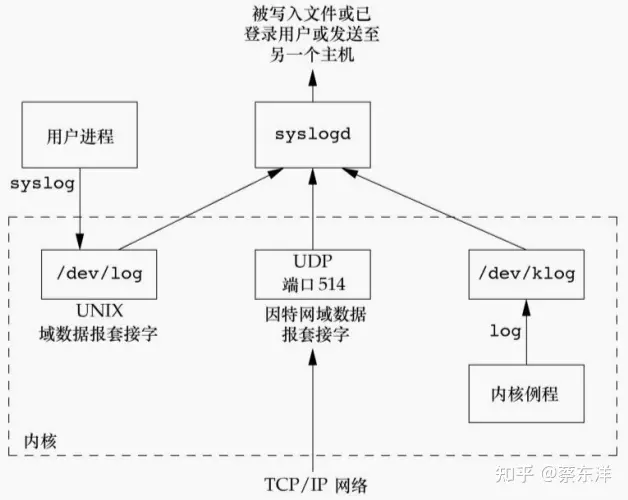 被写入文件或已
登录用户或发送至
另一个主机
用户进程
syslogd
syslog
/dev/log
UDP
端口 514
/dev/klog
UNIX
域数据报套接字
因特网域数据
报套接字
log
内核例程
内核
TCP/IP 网络
知乎 @蔡东洋